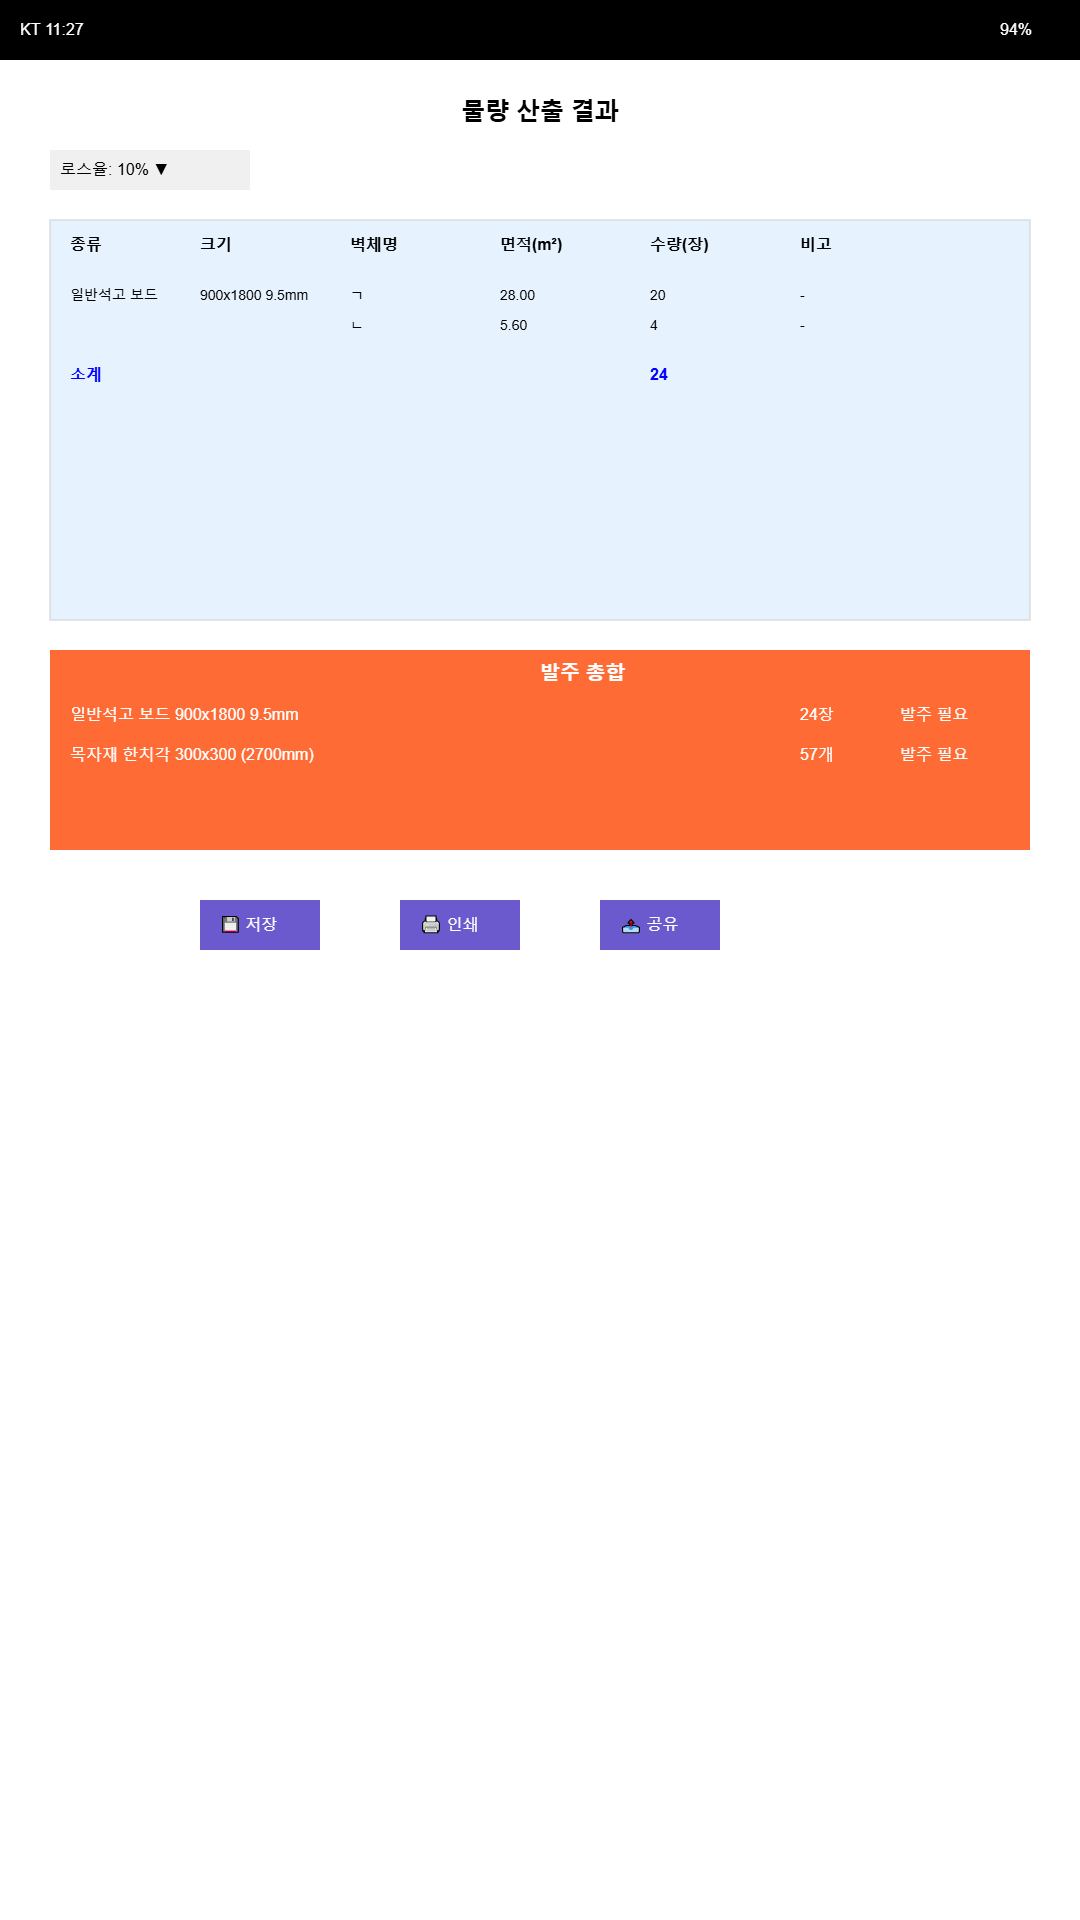 KT 11:27 94%
물량 산출 결과
로스율: 10% ▼
종류 크기 벽체명 면적(m²) 수량(장) 비고
일반석고 보드 900x1800 9.5mm ㄱ 28.00 20 -
ㄴ 5.60 4 -
소계 24
발주 총합
일반석고 보드 900x1800 9.5mm 24장 발주 필요
목자재 한치각 300x300 (2700mm) 57개 발주 필요
💾 저장 🖨️ 인쇄 📤 공유